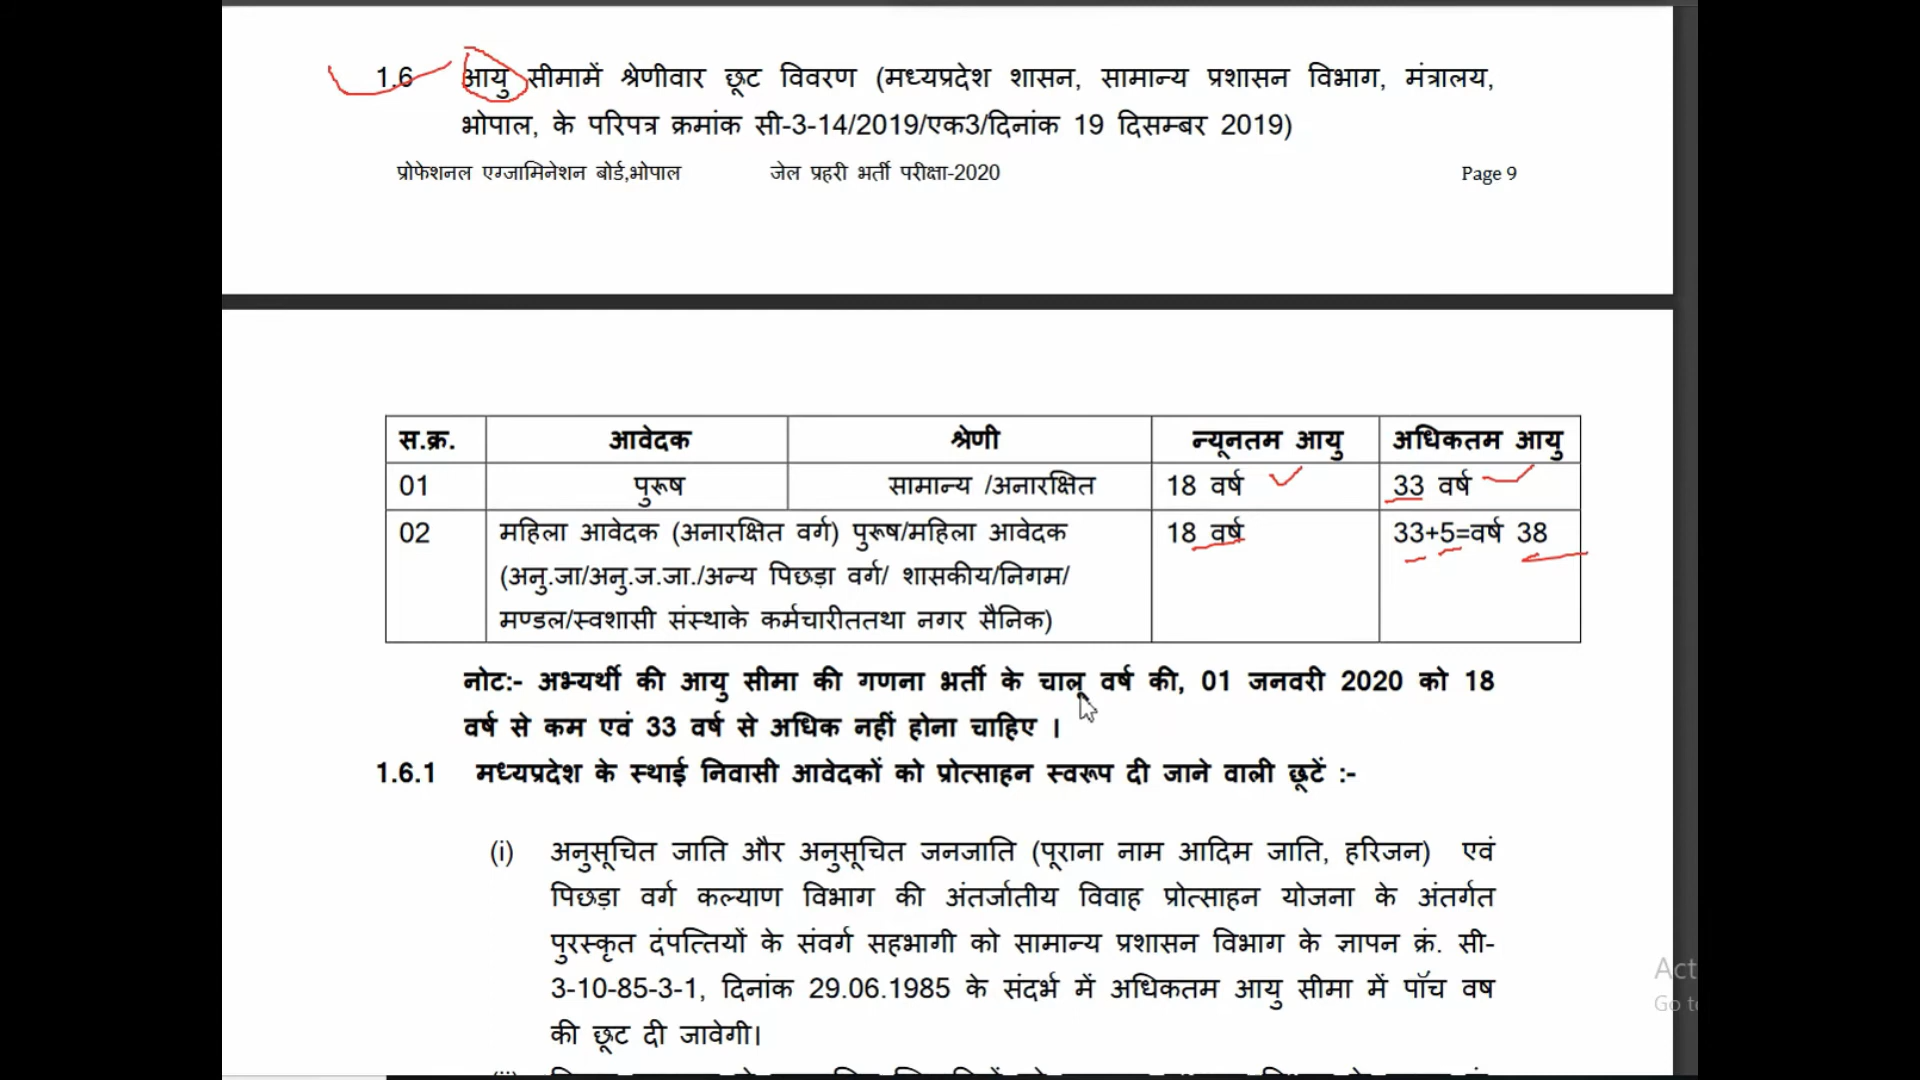 1.6 आयु सीमामें श्रेणीवार छूट विवरण (मध्यप्रदेश शासन, सामान्य प्रशासन विभाग, मंत्रालय,
भोपाल, के परिपत्र क्रमांक सी-3-14/2019/एक3/दिनांक 19 दिसम्बर 2019)
प्रोफेशनल एग्जामिनेशन बोर्ड,भोपाल जेल प्रहरी भर्ती परीक्षा-2020 Page 9
स.क्र. आवेदक श्रेणी न्यूनतम आयु अधिकतम आयु
01 पुरूष सामान्य /अनारक्षित 18 वर्ष 33 वर्ष
02 महिला आवेदक (अनारक्षित वर्ग) पुरूष/महिला आवेदक 18 वर्ष 33+5=वर्ष 38
(अनु.जा/अनु.ज.जा./अन्य पिछड़ा वर्ग/ शासकीय/निगम/
मण्डल/स्वशासी संस्थाके कर्मचारीततथा नगर सैनिक)
नोट:- अभ्यर्थी की आयु सीमा की गणना भर्ती के चालू वर्ष की, 01 जनवरी 2020 को 18
वर्ष से कम एवं 33 वर्ष से अधिक नहीं होना चाहिए ।
1.6.1 मध्यप्रदेश के स्थाई निवासी आवेदकों को प्रोत्साहन स्वरूप दी जाने वाली छूटें :-
(i) अनुसूचित जाति और अनुसूचित जनजाति (पूराना नाम आदिम जाति, हरिजन) एवं
पिछड़ा वर्ग कल्याण विभाग की अंतर्जातीय विवाह प्रोत्साहन योजना के अंतर्गत
पुरस्कृत दंपत्तियों के संवर्ग सहभागी को सामान्य प्रशासन विभाग के ज्ञापन क्रं. सी-
3-10-85-3-1, दिनांक 29.06.1985 के संदर्भ में अधिकतम आयु सीमा में पॉच वष
की छूट दी जावेगी।
Act
Go to